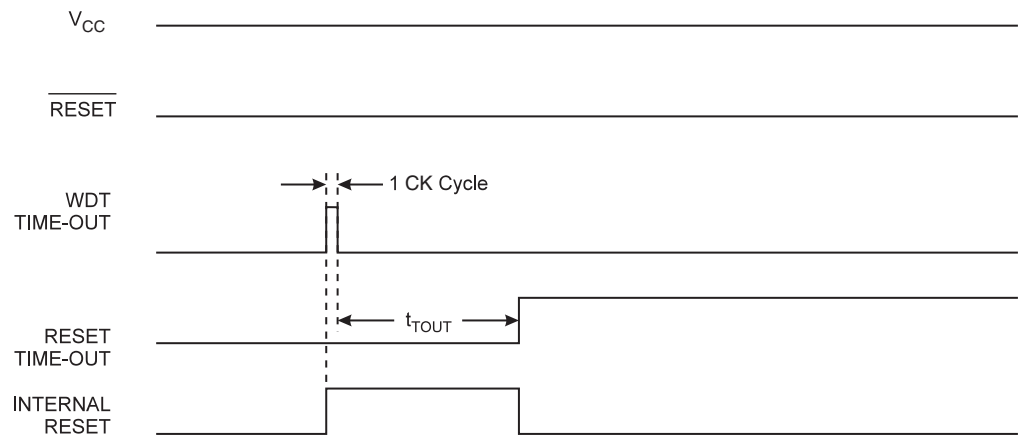 VCC
RESET
1 CK Cycle
WDT
TIME-OUT
tTOUT
RESET
TIME-OUT
INTERNAL
RESET